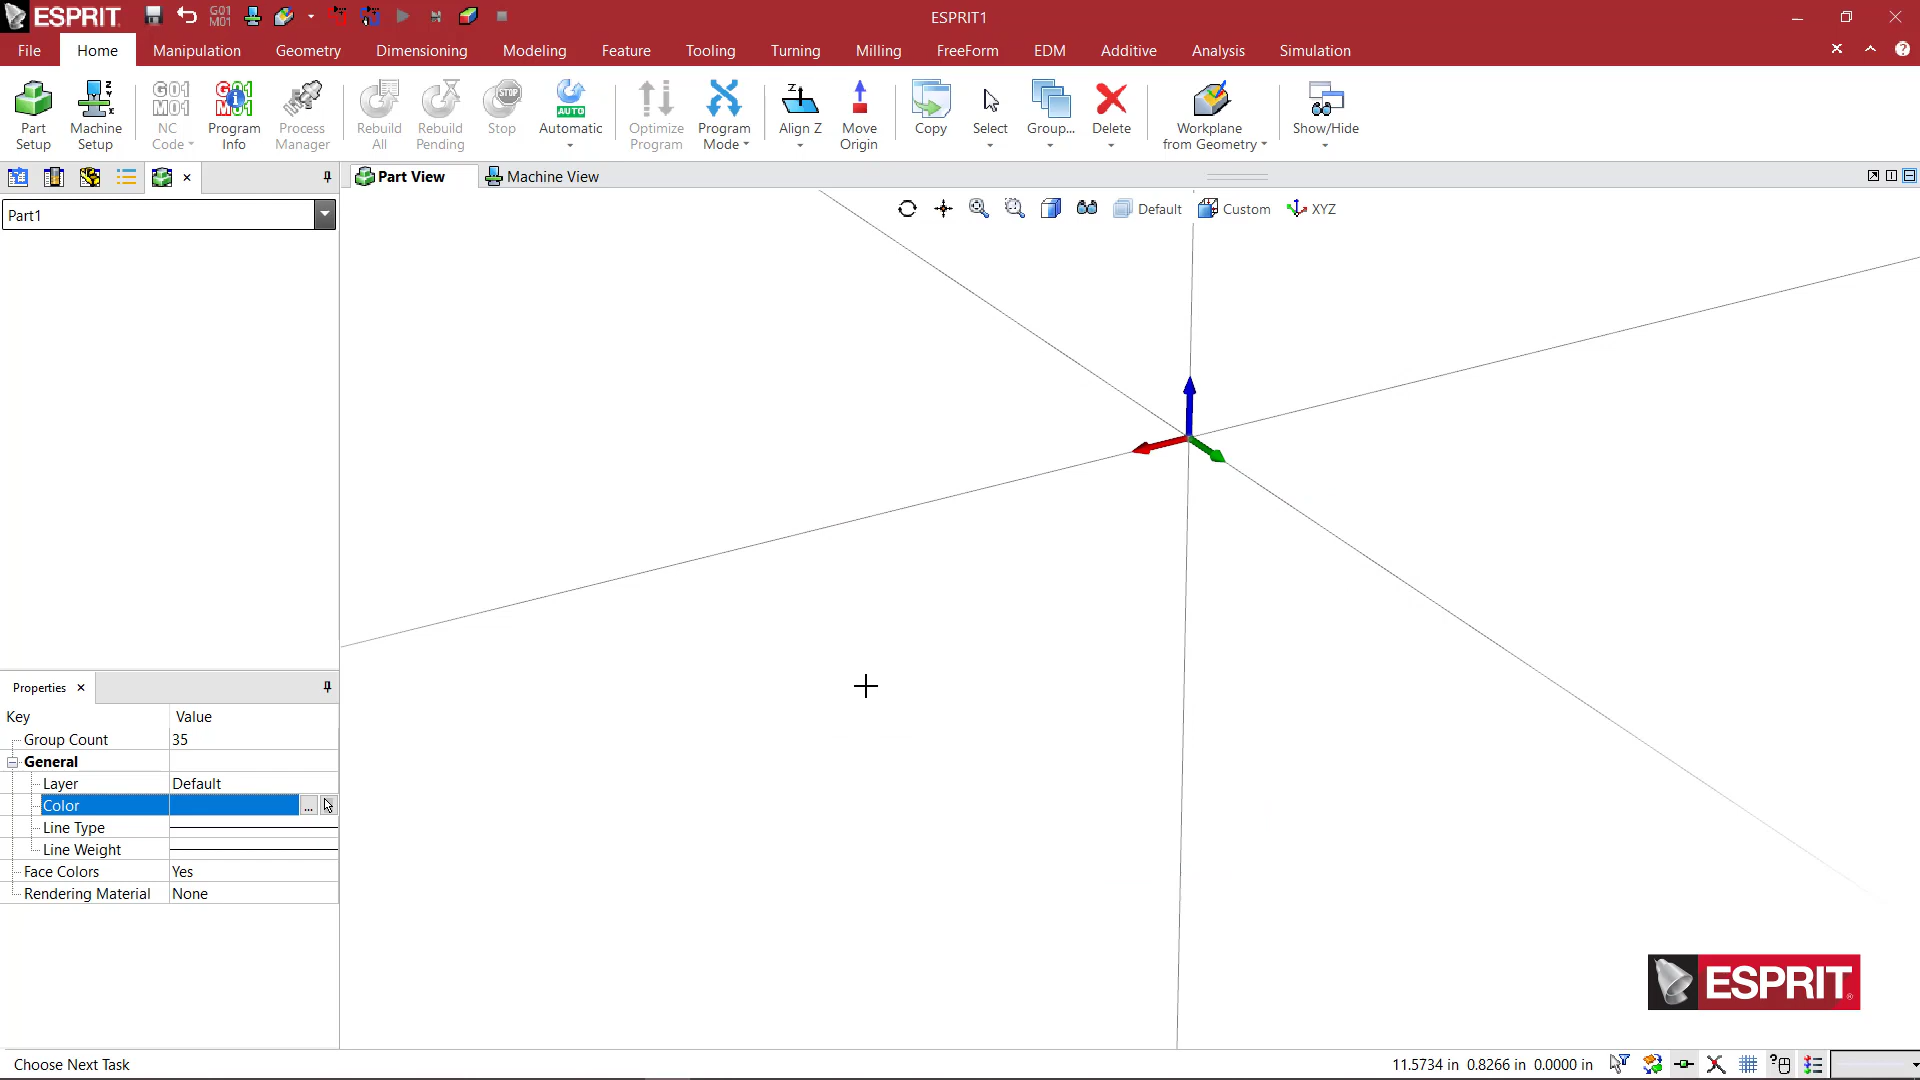 ESPRIT
G01
M01
ESPRIT1
File
Home
Manipulation
Geometry
Dimensioning
Modeling
Feature
Tooling
Turning
Milling
FreeForm
EDM
Additive
Analysis
Simulation
Part
Setup
Machine
Setup
NC
Code
Program
Info
Process
Manager
Rebuild
All
Rebuild
Pending
STOP
Stop
AUTO
Automatic
Optimize
Program
Program
Mode
Align Z
Move
Origin
Copy
Select
Group...
Delete
Workplane
from Geometry
Show/Hide
Part View
Machine View
Part1
Default
Custom
XYZ
Properties
Key
Value
Group Count
35
General
Layer
Default
Color
...
Line Type
Line Weight
Face Colors
Yes
Rendering Material
None
ESPRIT
Choose Next Task
11.5734 in 0.8266 in 0.0000 in